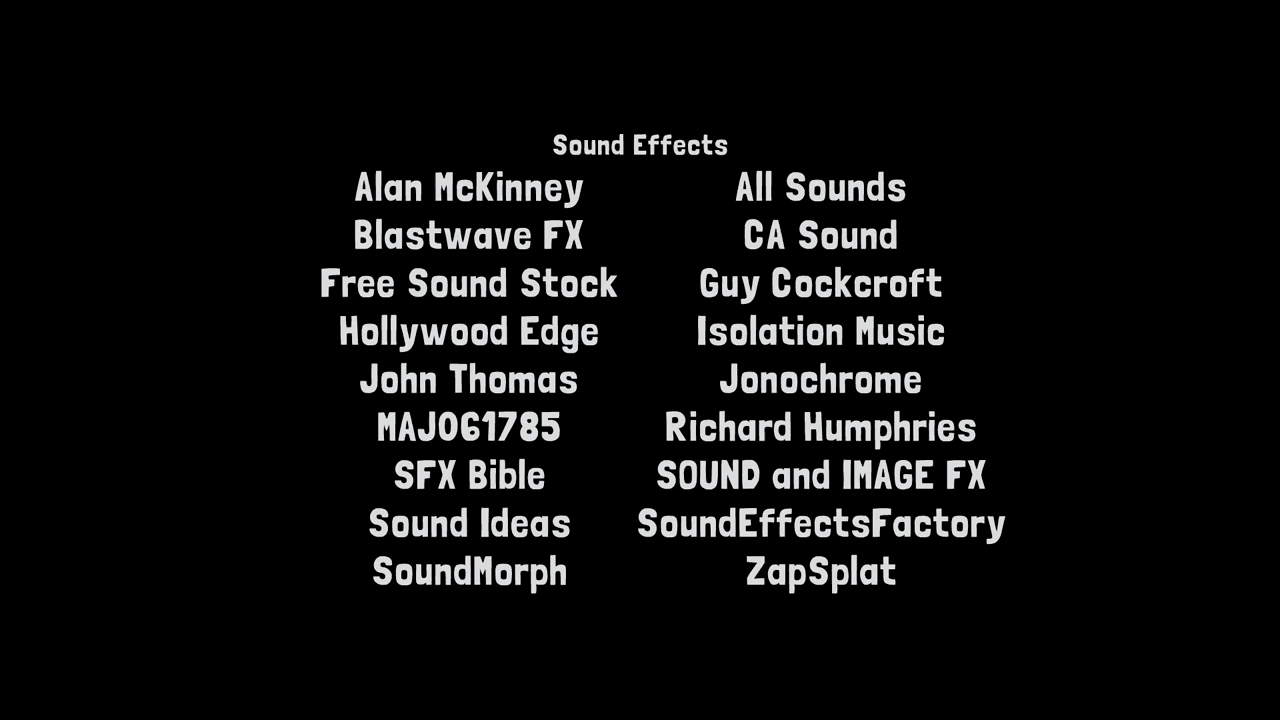 Sound Effects
Alan McKinney All Sounds
Blastwave FX CA Sound
Free Sound Stock Guy Cockcroft
Hollywood Edge Isolation Music
John Thomas Jonochrome
MAJ061785 Richard Humphries
SFX Bible SOUND and IMAGE FX
Sound Ideas SoundEffectsFactory
SoundMorph ZapSplat